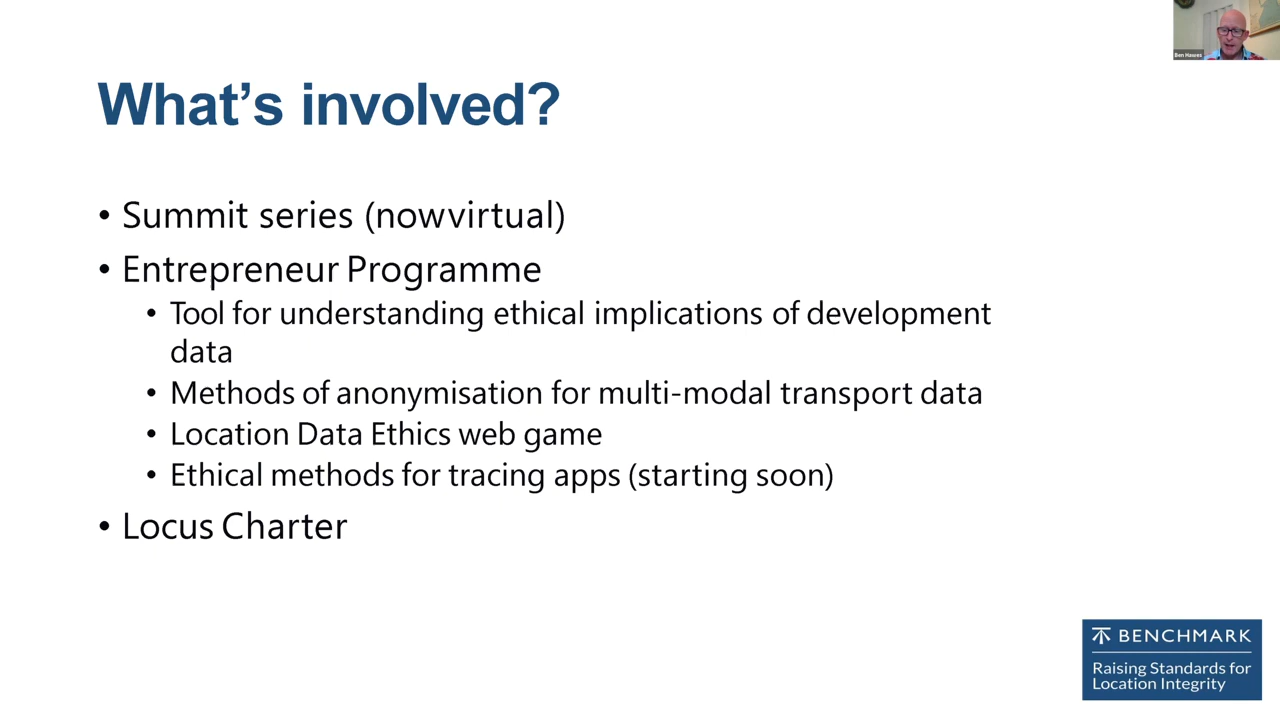 Ben Hawes
What's involved?
• Summit series (nowvirtual)
• Entrepreneur Programme
• Tool for understanding ethical implications of development
data
• Methods of anonymisation for multi-modal transport data
• Location Data Ethics web game
• Ethical methods for tracing apps (starting soon)
• Locus Charter
BENCHMARK
Raising Standards for
Location Integrity